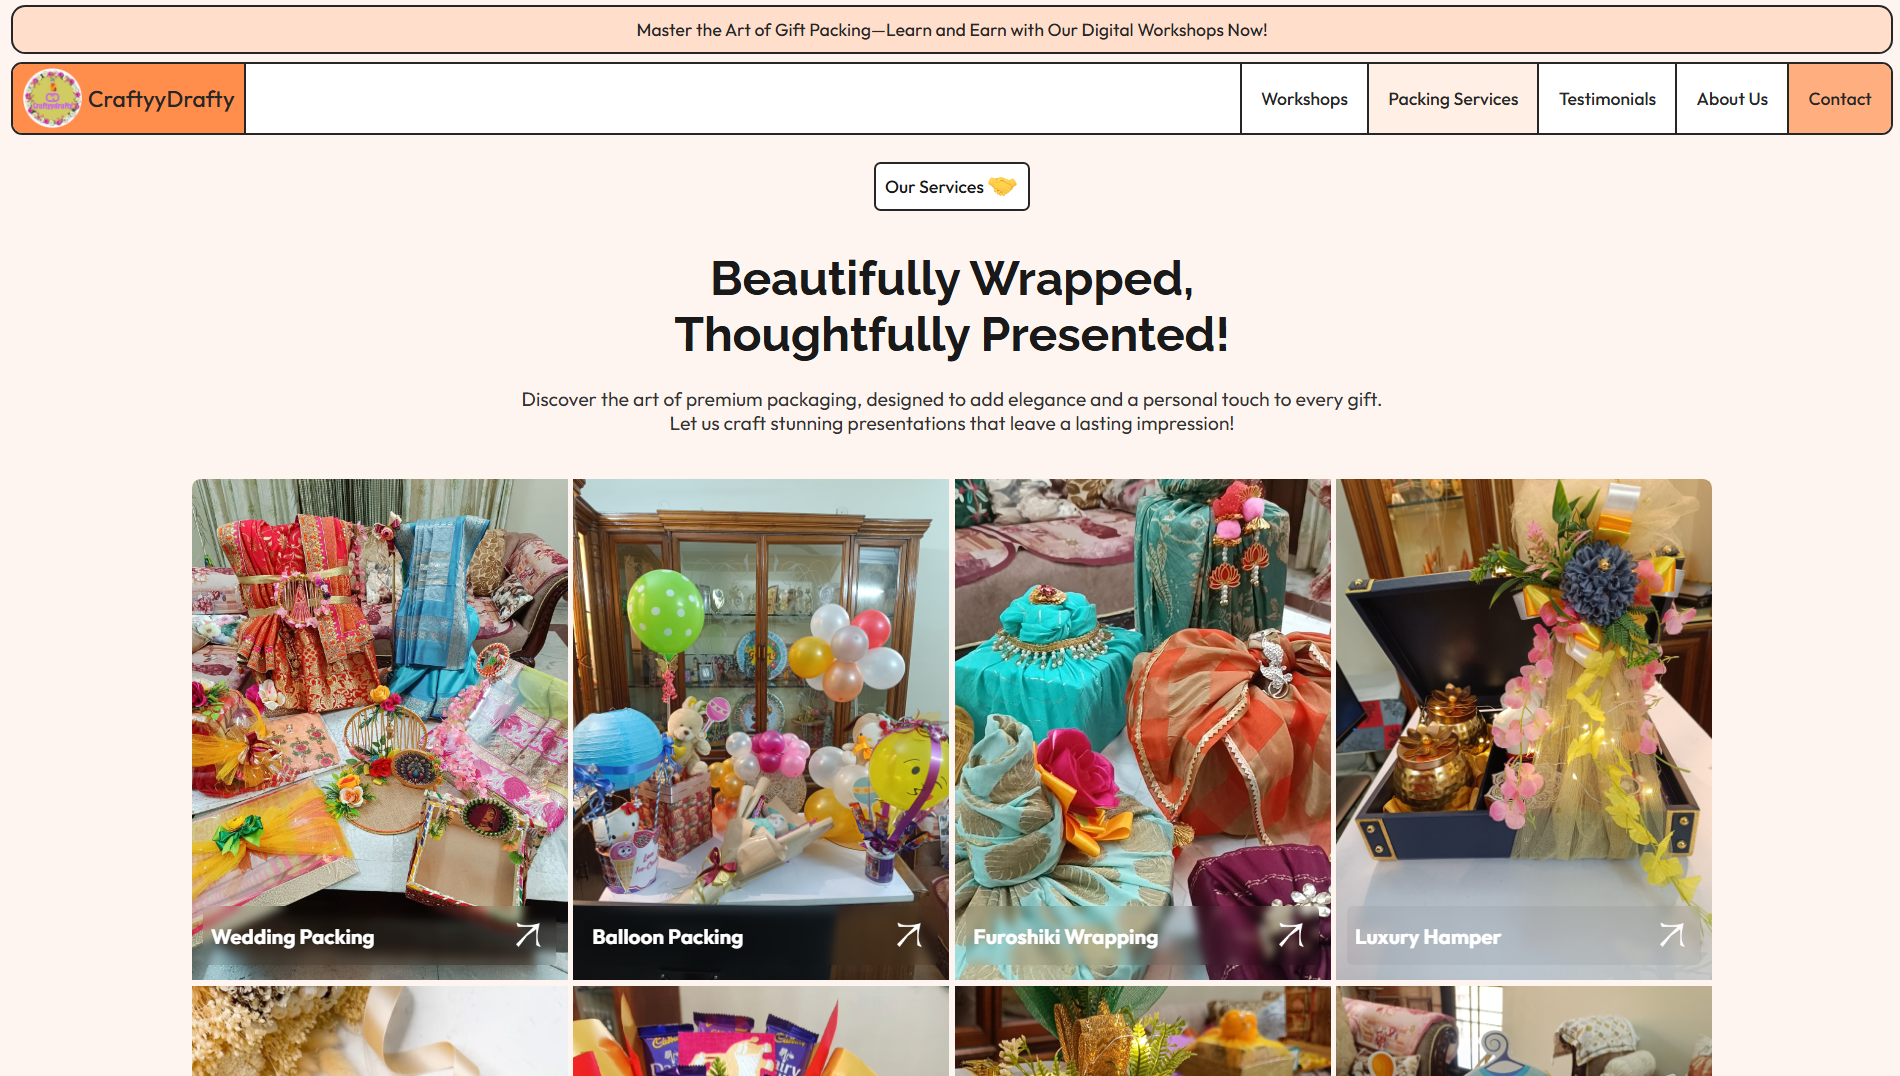 Master the Art of Gift Packing—Learn and Earn with Our Digital Workshops Now!
CraftyyDrafty
Workshops
Packing Services
Testimonials
About Us
Contact
Our Services
Beautifully Wrapped,
Thoughtfully Presented!
Discover the art of premium packaging, designed to add elegance and a personal touch to every gift.
Let us craft stunning presentations that leave a lasting impression!
Wedding Packing
Balloon Packing
Furoshiki Wrapping
Luxury Hamper